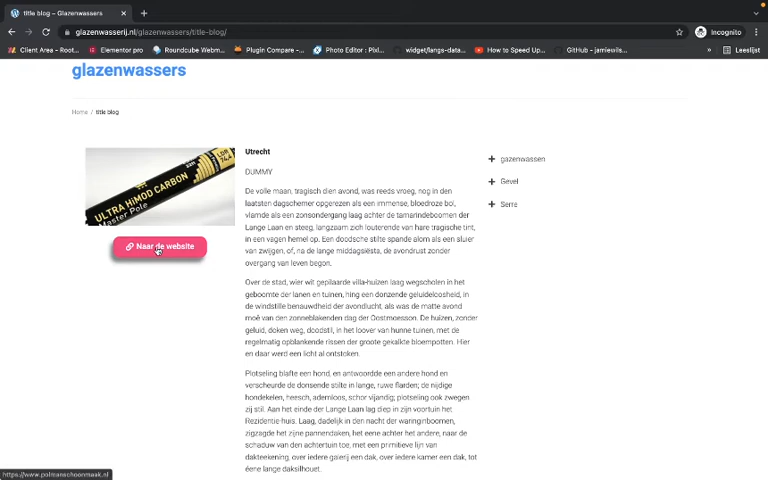 title blog – Glazenwassers
glazenwasserij.nl/glazenwassers/title-blog/
Incognito
Client Area - Root...
Elementor pro
Roundcube Webm...
Plugin Compare -...
Photo Editor : Pixl...
widget/langs-data...
How to Speed Up...
GitHub - jamiewils...
»
Leeslijst
glazenwassers
Home / title blog
LDR
74,4
ULTRA HiMOD CARBON
Master Pole
Naar de website
Utrecht
DUMMY
De volle maan, tragisch dien avond, was reeds vroeg, nog in den
laatsten dagschemer opgerezen als een immense, bloedroze bol,
vlamde als een zonsondergang laag achter de tamarindeboomen der
Lange Laan en steeg, langzaam zich louterende van hare tragische tint,
in een vagen hemel op. Een doodsche stilte spande alom als een sluier
van zwijgen, of, na de lange middagsiësta, de avondrust zonder
overgang van leven begon.
Over de stad, wier wit gepilaarde villa-huizen laag wegscholen in het
geboomte der lanen en tuinen, hing een donzende geluideloosheid, in
de windstille benauwdheid der avondlucht, als was de matte avond
moê van den zonneblakenden dag der Oostmoesson. De huizen, zonder
geluid, doken weg, doodstil, in het loover van hunne tuinen, met de
regelmatig opblankende rissen der groote gekalkte bloempotten. Hier
en daar werd een licht al ontstoken.
Plotseling blafte een hond, en antwoordde een andere hond en
verscheurde de donsende stilte in lange, ruwe flarden; de nijdige
hondekelen, heesch, ademloos, schor vijandig; plotseling ook zwegen
zij stil. Aan het einde der Lange Laan lag diep in zijn voortuin het
Rezidentie-huis. Laag, dadelijk in den nacht der waringinboomen,
zigzagde het zijne pannendaken, het eene achter het andere, naar de
schaduw van den achtertuin toe, met een primitieve lijn van
dakteekening, over iedere galerij een dak, over iedere kamer een dak, tot
éene lange daksilhouet.
gazenwassen
Gevel
Serre
https://www.polmanschoonmaak.nl